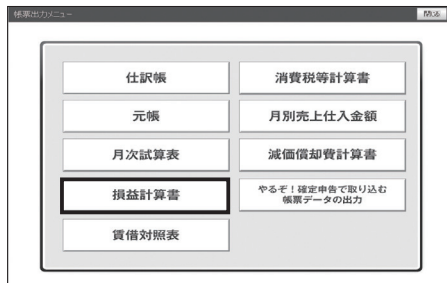 帳票出力メニュー
閉じる
仕訳帳
元帳
月次試算表
損益計算書
賃借対照表
消費税等計算書
月別売上仕入金額
減価償却費計算書
やるぞ！確定申告で取り込む
帳票データの出力